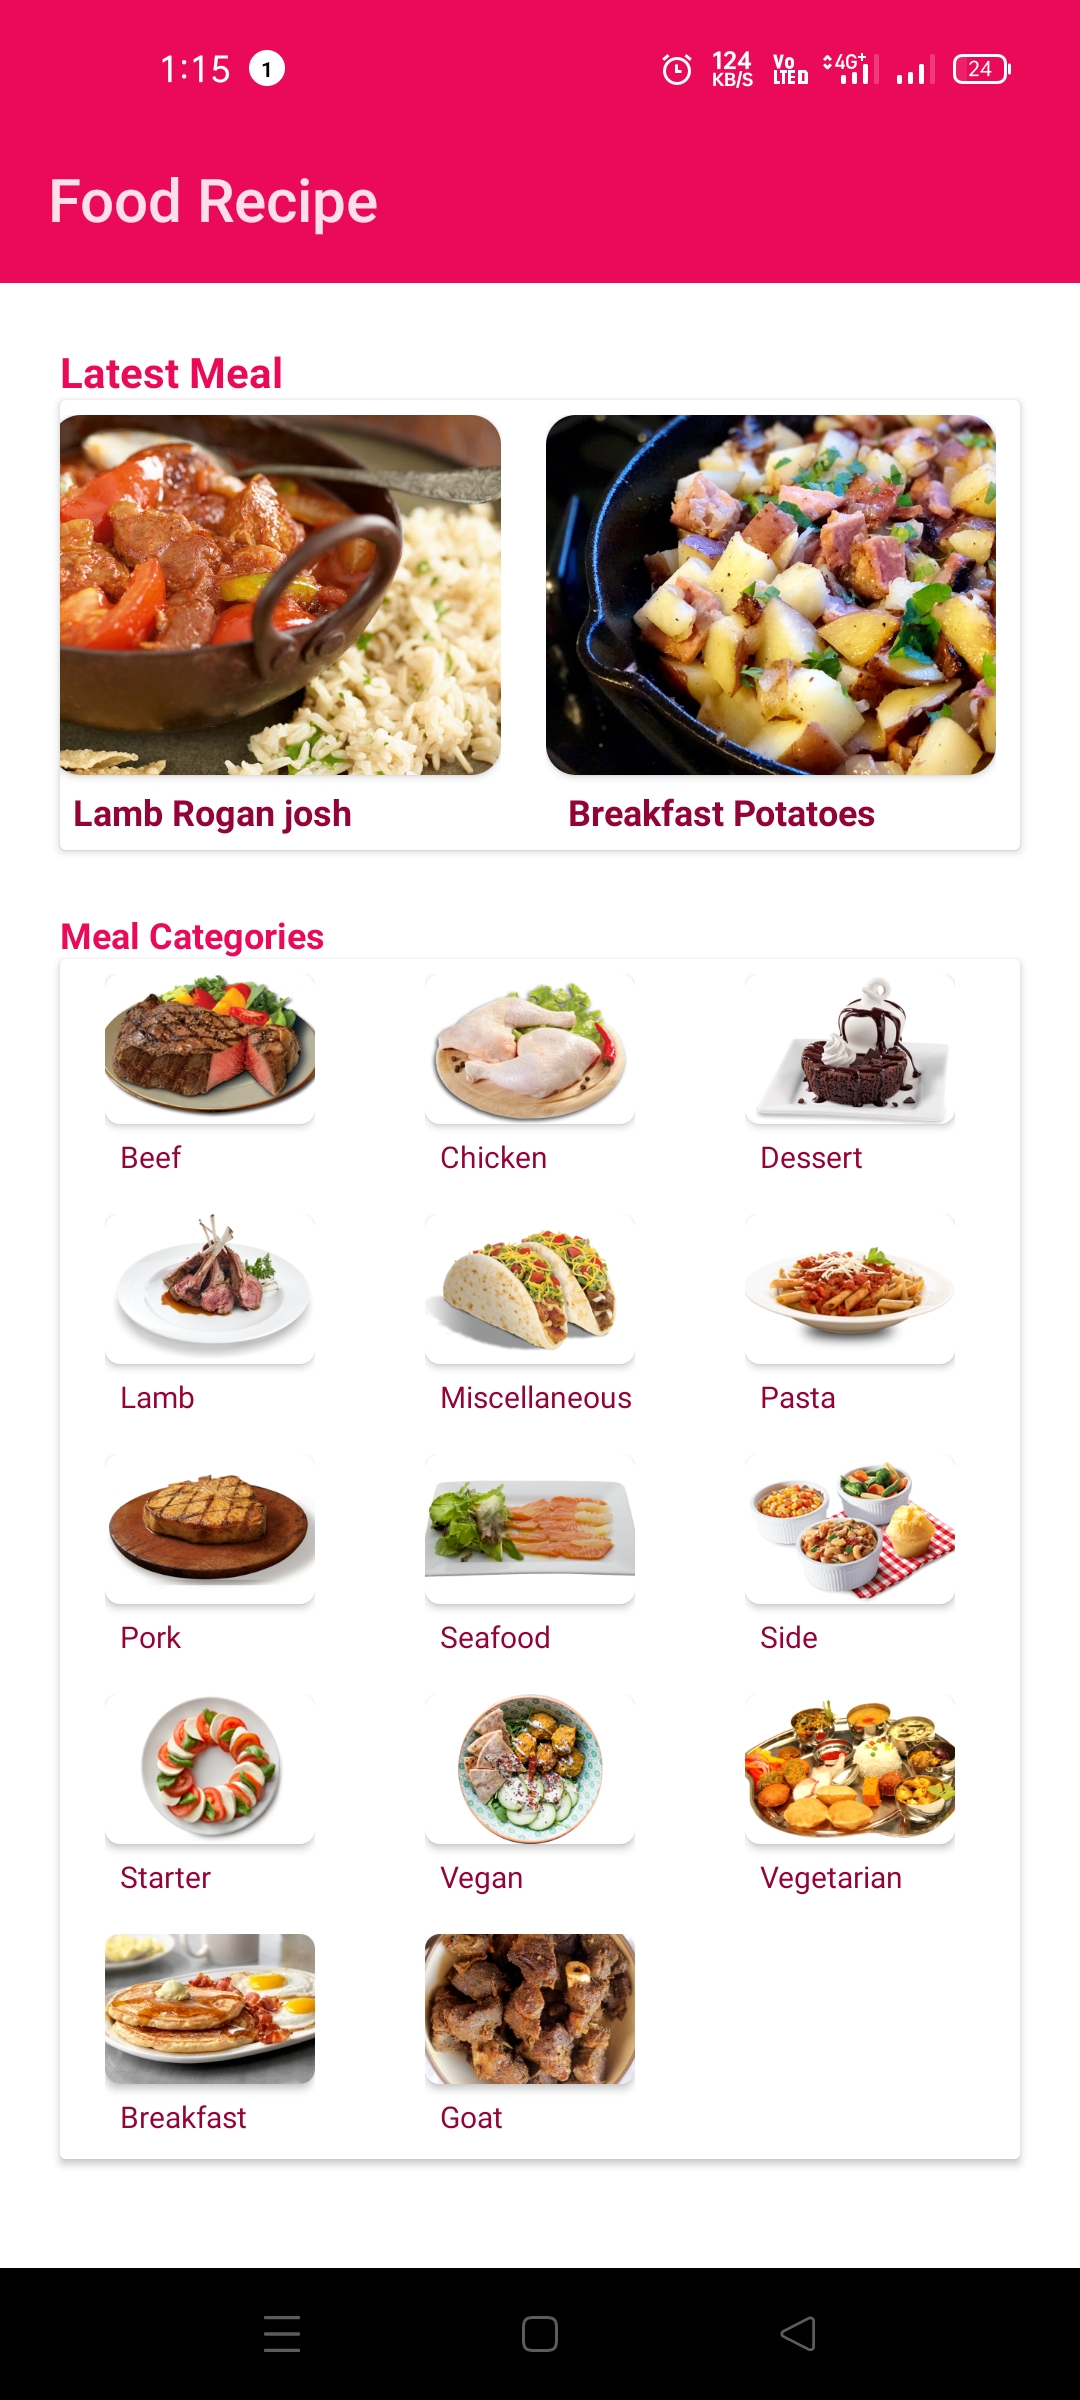 1:15 1 124 KB/S Vo LTE 4G+ 24
Food Recipe
Latest Meal
Lamb Rogan josh Breakfast Potatoes
Meal Categories
Beef Chicken Dessert
Lamb Miscellaneous Pasta
Pork Seafood Side
Starter Vegan Vegetarian
Breakfast Goat